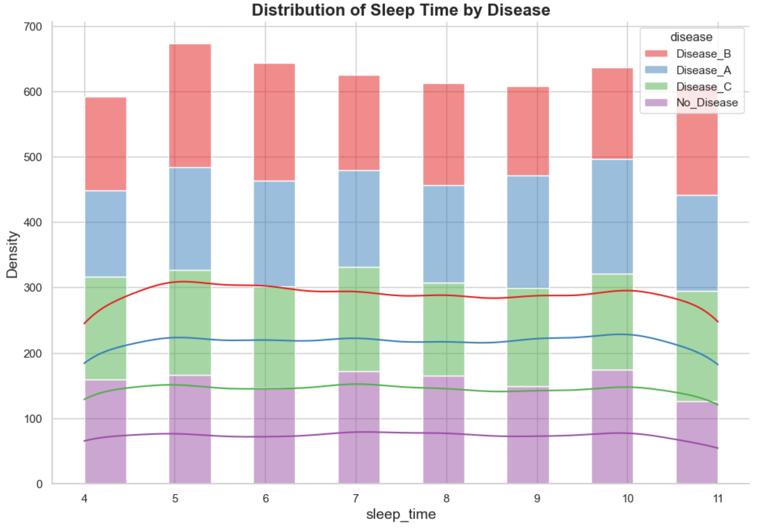 Distribution of Sleep Time by Disease
disease
Disease_B
Disease_A
Disease_C
No_Disease
Density
700
600
500
400
300
200
100
0
4 5 6 7 8 9 10 11
sleep_time